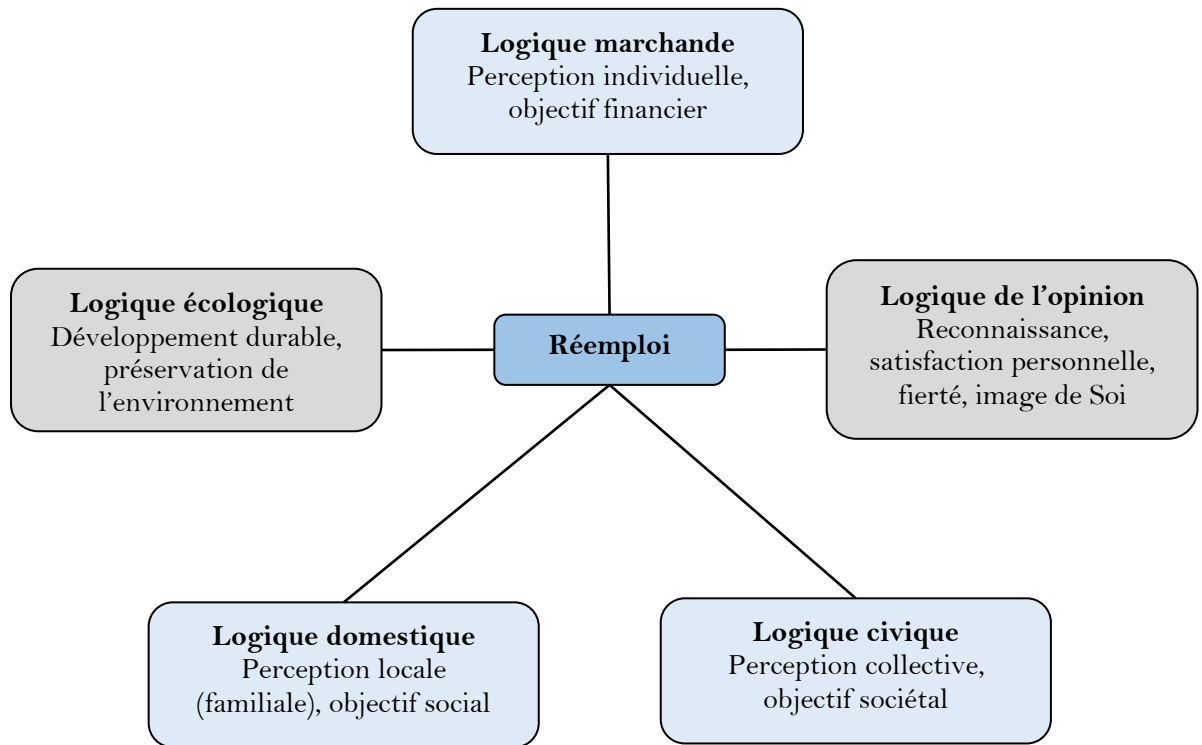 Logique marchande
Perception individuelle,
objectif financier
Logique écologique
Développement durable,
préservation de
l’environnement
Réemploi
Logique de l’opinion
Reconnaissance,
satisfaction personnelle,
fierté, image de Soi
Logique domestique
Perception locale
(familiale), objectif social
Logique civique
Perception collective,
objectif sociétal